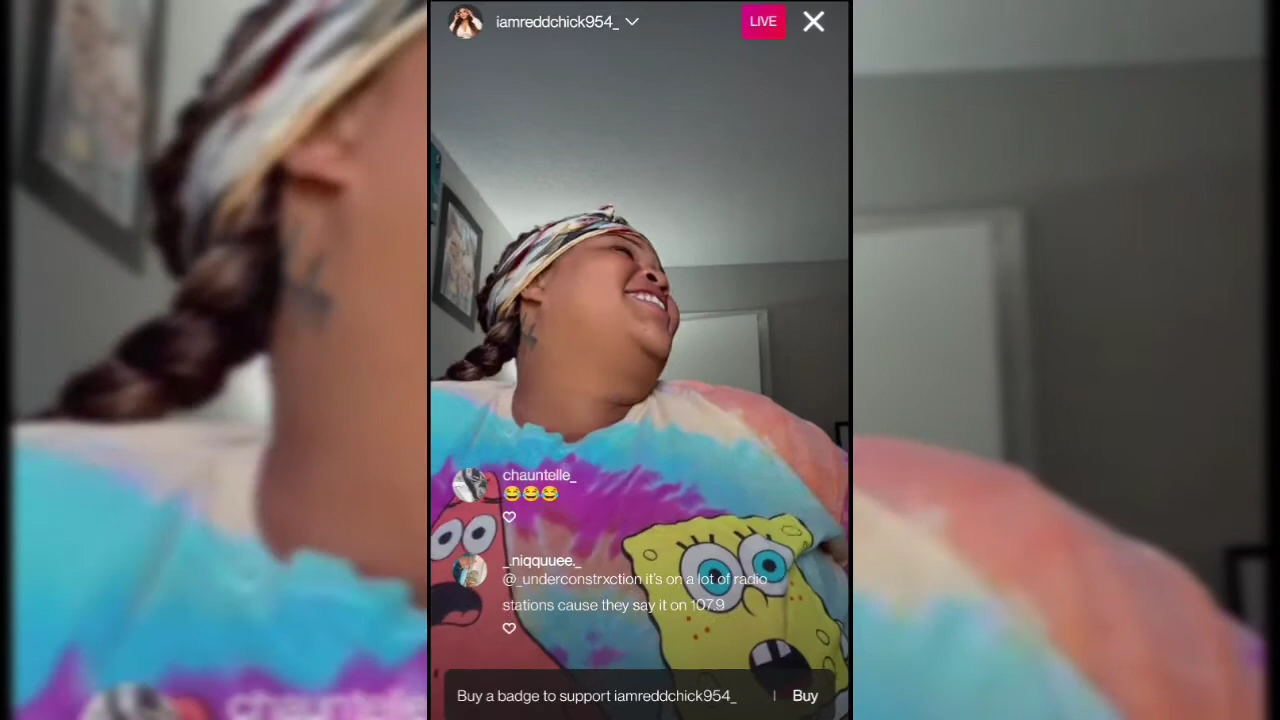 iamreddchick954_
LIVE
chauntelle_
😂😂😂
_niqquuee._
@_underconstrxction it's on a lot of radio
stations cause they say it on 107.9
Buy a badge to support iamreddchick954_ | Buy
chauntelle